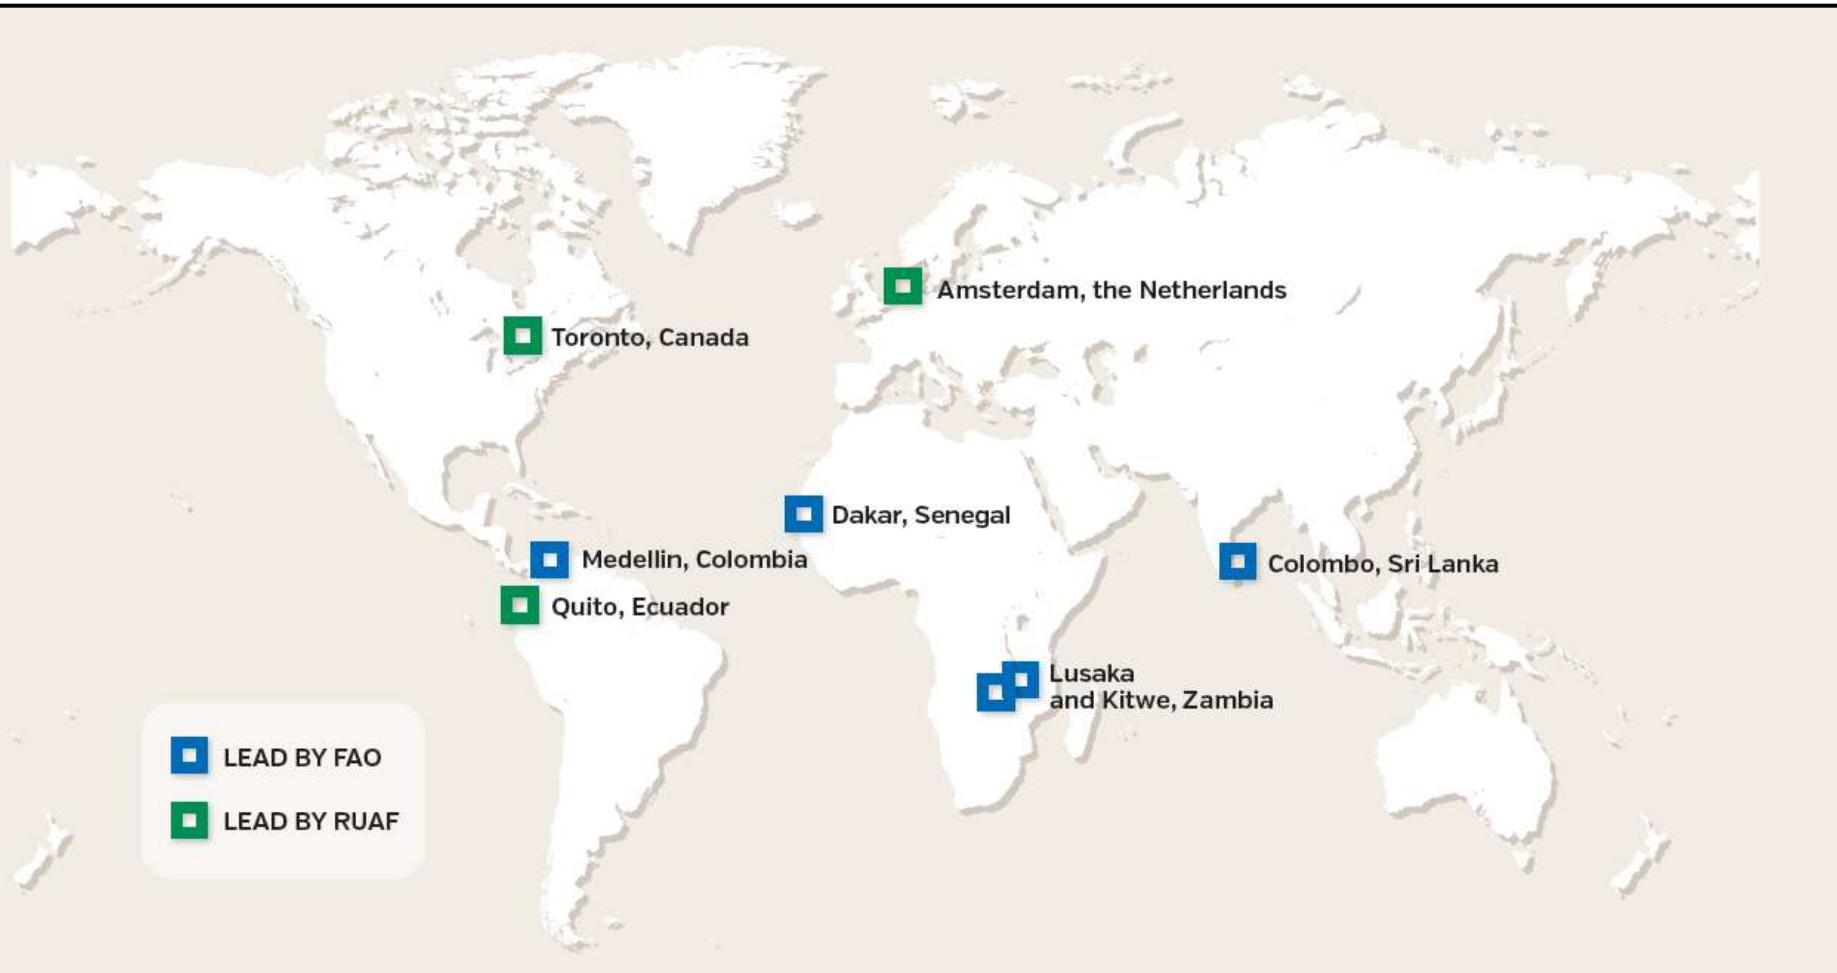 Amsterdam, the Netherlands
Toronto, Canada
Dakar, Senegal
Medellin, Colombia
Colombo, Sri Lanka
Quito, Ecuador
Lusaka
and Kitwe, Zambia
LEAD BY FAO
LEAD BY RUAF